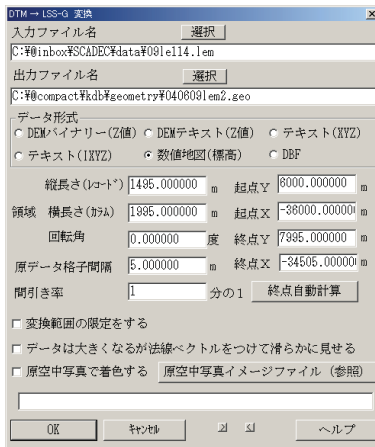 DTM → LSS-G 変換
入力ファイル名 選択
C:¥@inbox¥SCADEC¥data¥09le114.lem
出力ファイル名 選択
C:¥@compact¥kdb¥geometry¥040609lem2.geo
データ形式
DEMバイナリー(Z値) DEMテキスト(Z値) テキスト(XYZ)
テキスト(IXYZ) 数値地図(標高) DBF
縦長さ(レコード) 1495.000000 m 起点Y 6000.000000 m
領域 横長さ(カラム) 1995.000000 m 起点X -36000.00000 m
回転角 0.000000 度 終点Y 7995.000000 m
原データ格子間隔 5.000000 m 終点X -34505.00000 m
間引き率 1 分の1 終点自動計算
変換範囲の限定をする
データは大きくなるが法線ベクトルをつけて滑らかに見せる
原空中写真で着色する 原空中写真イメージファイル (参照)
OK キャンセル ヘルプ